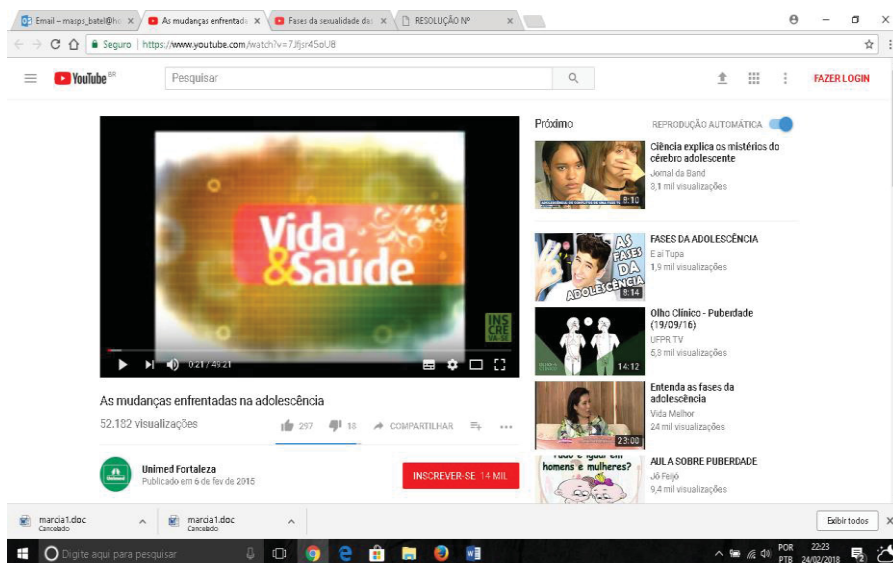 Email – masps_batel@ho
As mudanças enfrentada
Fases da sexualidade das
RESOLUÇÃO Nº
Seguro | https://www.youtube.com/watch?v=7Jfjsr45oU8
YouTube BR
Pesquisar
FAZER LOGIN
Vida
&Saúde
INS
CRE
VA-SE
0:21 / 49:21
As mudanças enfrentadas na adolescência
52.182 visualizações
297
18
COMPARTILHAR
Unimed Fortaleza
Publicado em 6 de fev de 2015
INSCREVER-SE 14 MIL
Próximo
REPRODUÇÃO AUTOMÁTICA
8:10
Ciência explica os mistérios do
cérebro adolescente
Jornal da Band
3,1 mil visualizações
AS
FASES
DA
ADOLESCÊNCIA
8:14
FASES DA ADOLESCÊNCIA
E aí Tupa
1,9 mil visualizações
14:12
Olho Clínico - Puberdade
(19/09/16)
UFPR TV
5,3 mil visualizações
23:00
Entenda as fases da
adolescência
Vida Melhor
24 mil visualizações
homens e mulheres?
AULA SOBRE PUBERDADE
Jô Feijó
9,4 mil visualizações
marcia1.doc
Cancelado
marcia1.doc
Cancelado
Exibir todos
Digite aqui para pesquisar
POR
PTB
22:23
24/02/2018